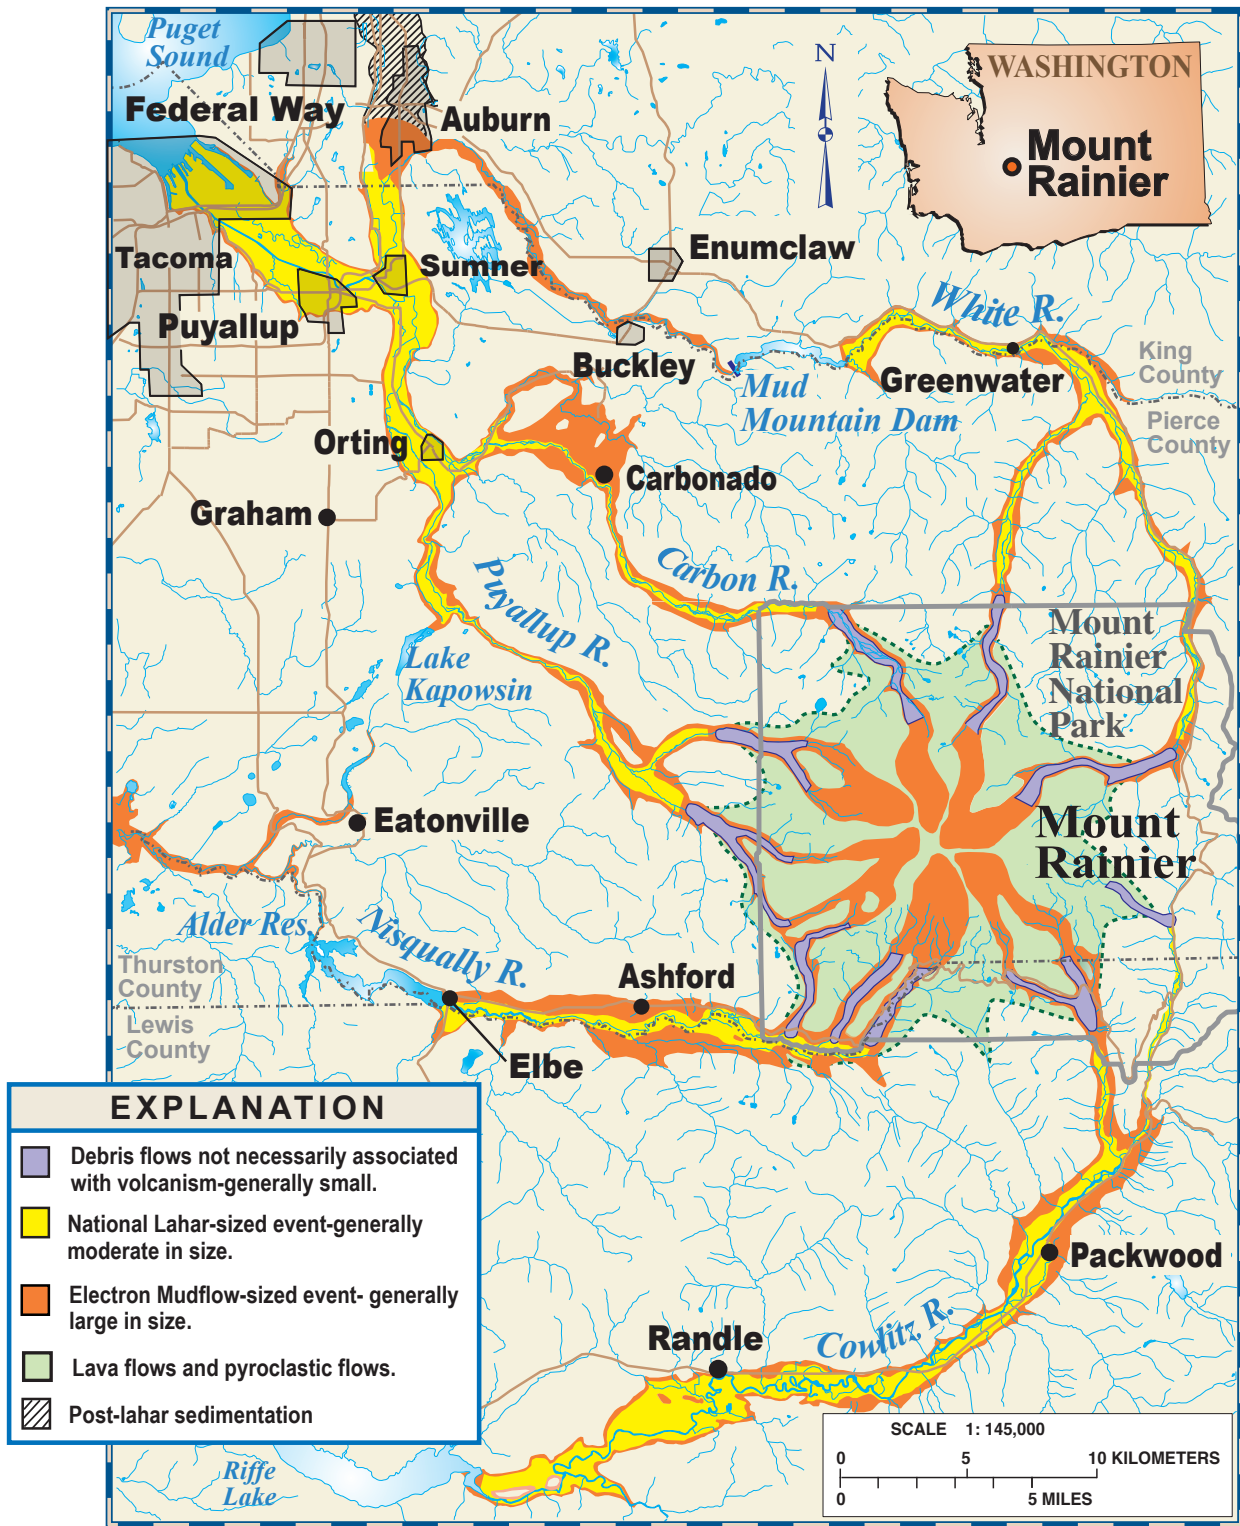 Puget
Sound
Federal Way
Auburn
N
WASHINGTON
Mount
Rainier
Tacoma
Sumner
Enumclaw
Puyallup
Buckley
White R.
Greenwater
King
County
Mud
Mountain Dam
Pierce
County
Orting
Carbonado
Graham
Puyallup R.
Carbon R.
Lake
Kapowsin
Mount
Rainier
National
Park
Eatonville
Mount
Rainier
Alder Res.
Nisqually R.
Thurston
County
Ashford
Lewis
County
Elbe
EXPLANATION
Debris flows not necessarily associated
with volcanism-generally small.
National Lahar-sized event-generally
moderate in size.
Electron Mudflow-sized event- generally
large in size.
Lava flows and pyroclastic flows.
Post-lahar sedimentation
Packwood
Randle
Cowlitz R.
Riffe
Lake
SCALE 1: 145,000
0 5 10 KILOMETERS
0 5 MILES